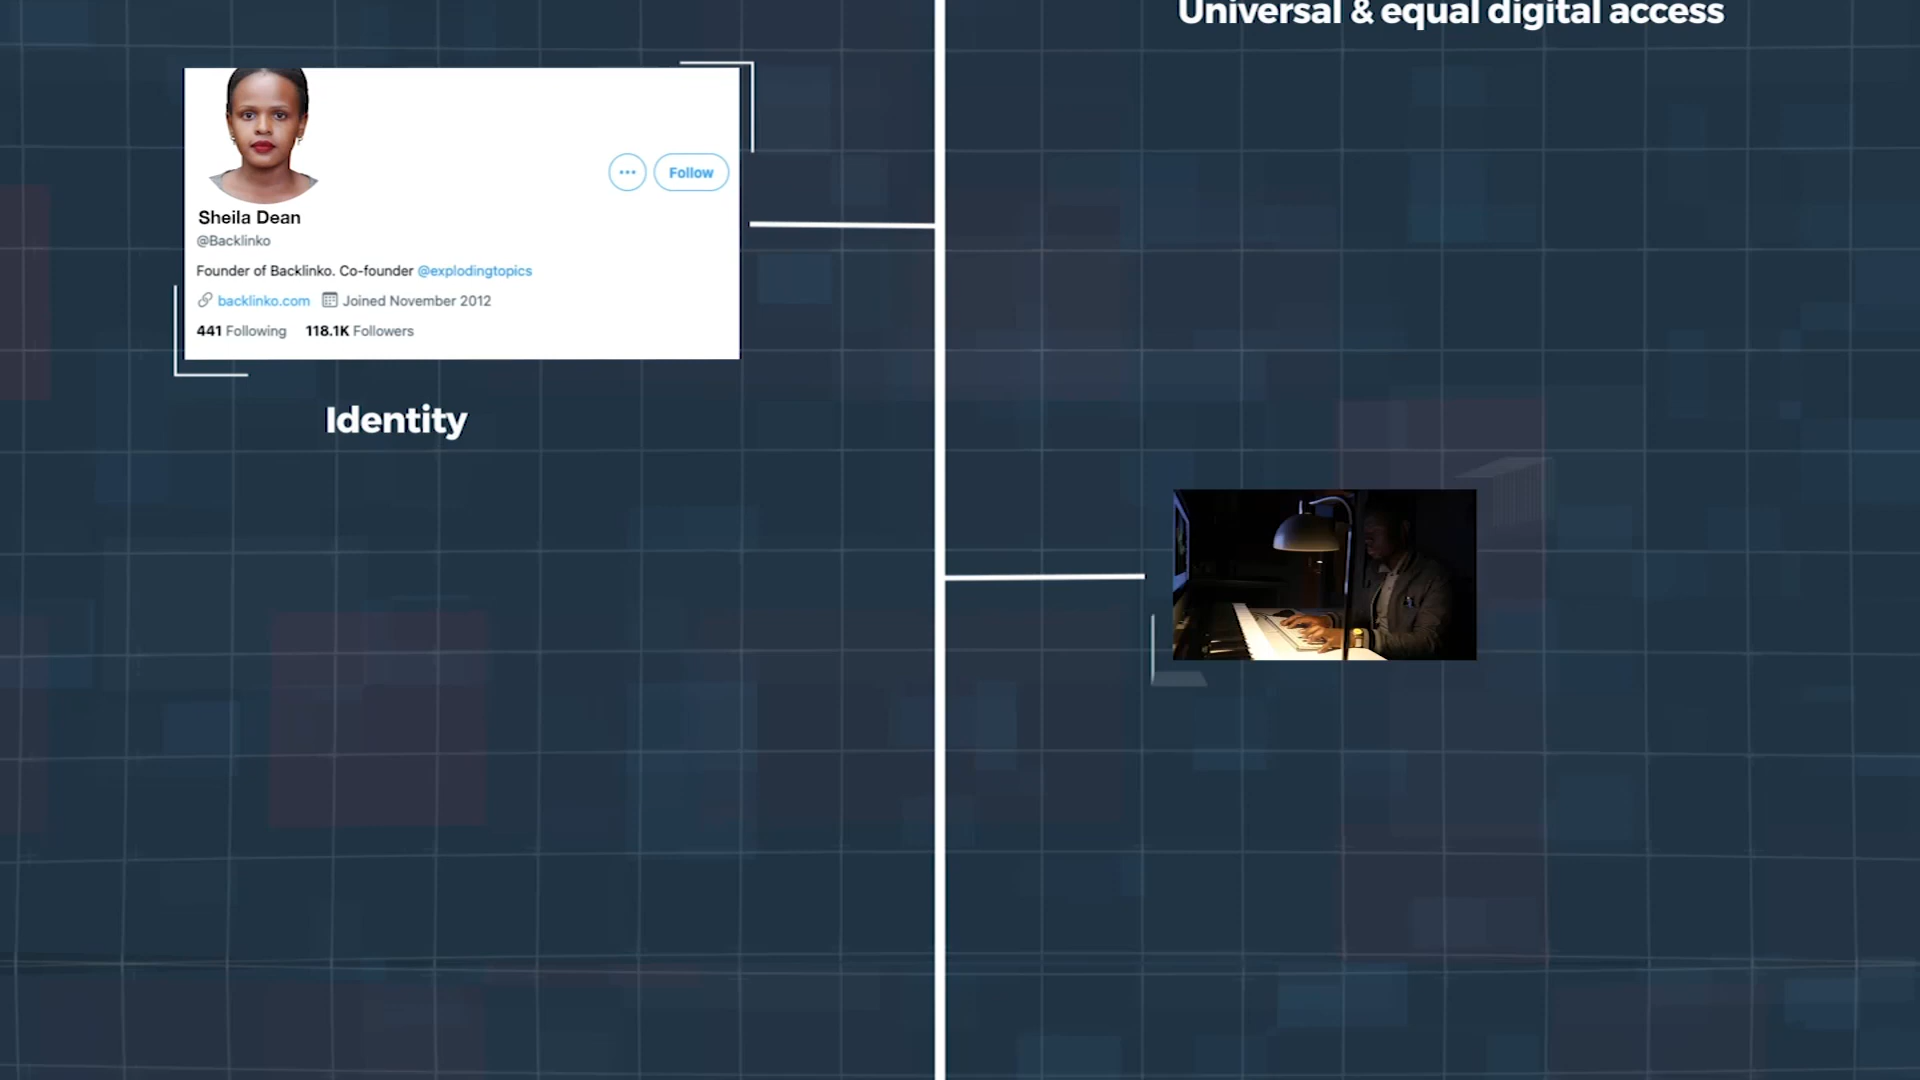 Universal & equal digital access
Follow
Sheila Dean
@Backlinko
Founder of Backlinko. Co-founder @explodingtopics
backlinko.com Joined November 2012
441 Following 118.1K Followers
Identity